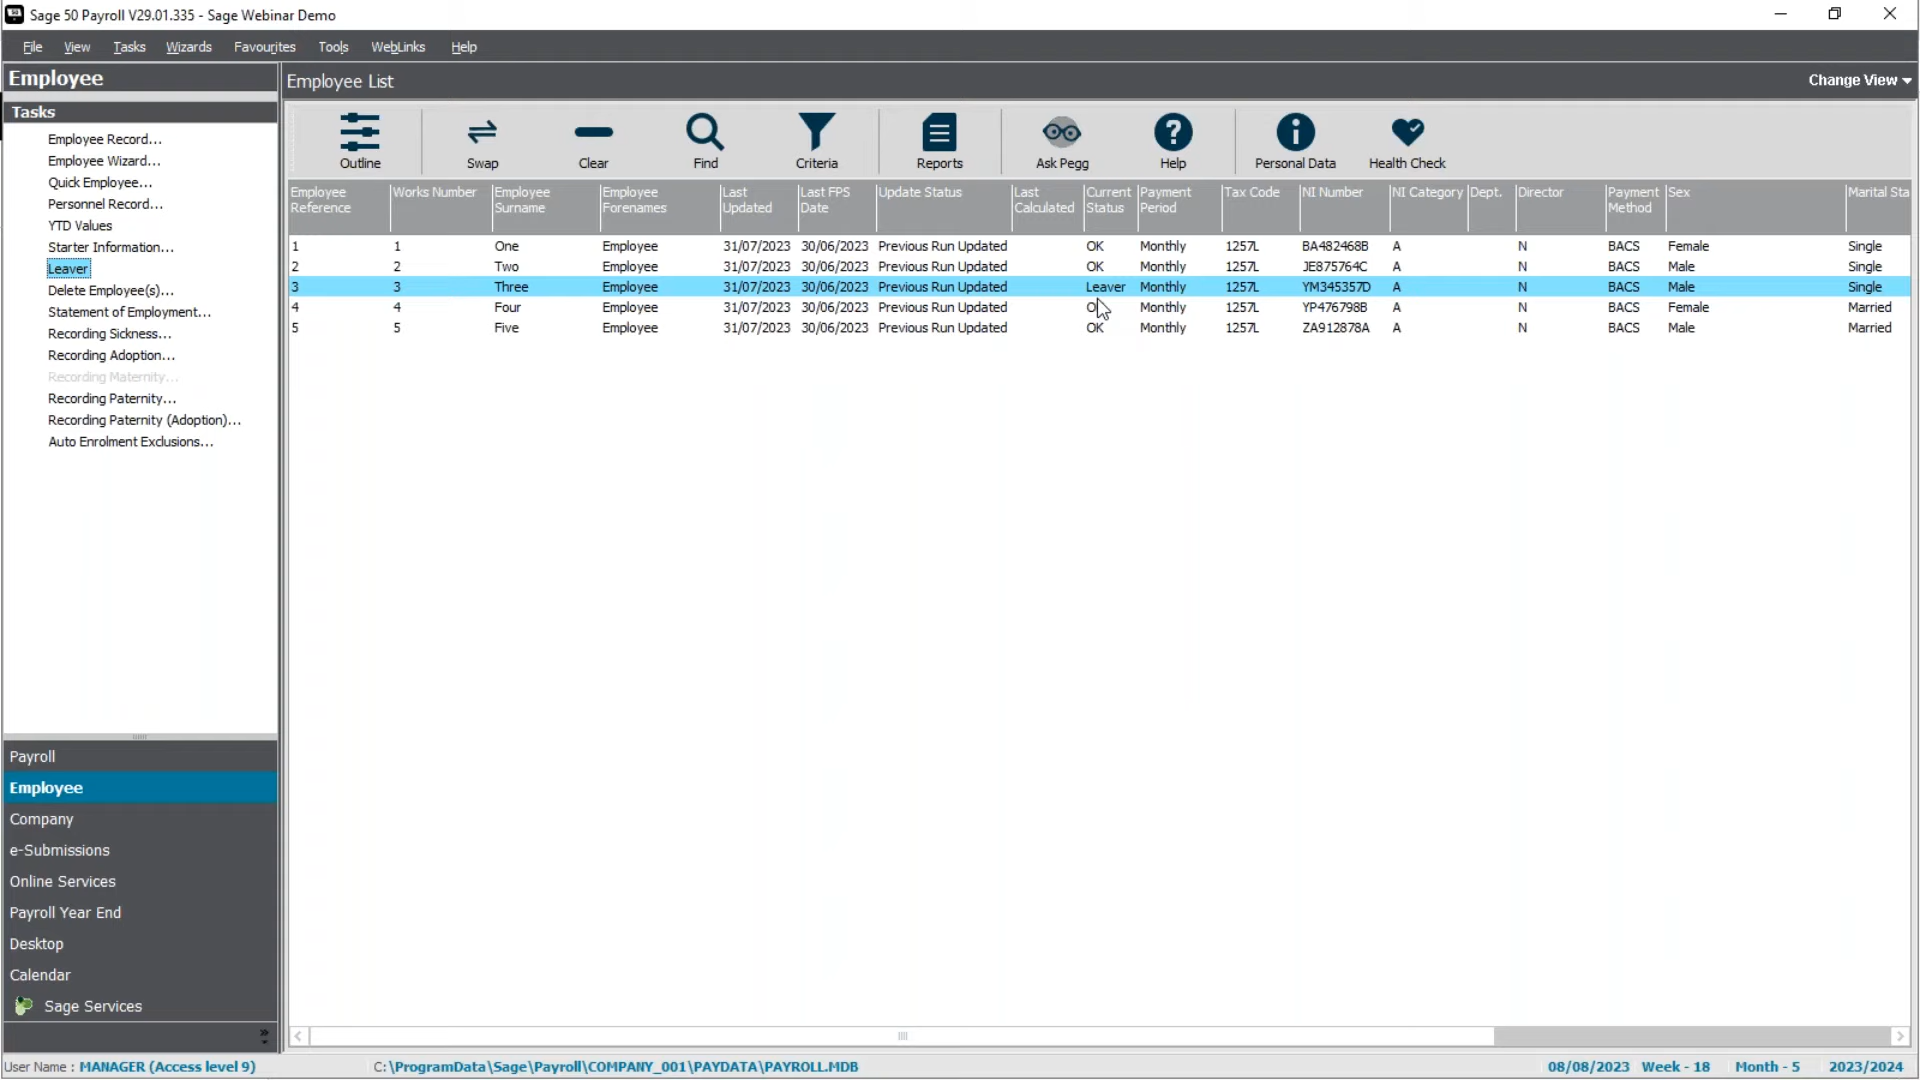 Sage 50 Payroll V29.01.335 - Sage Webinar Demo
File View Tasks Wizards Favourites Tools WebLinks Help
Employee
Employee List
Change View
Tasks
Employee Record...
Employee Wizard...
Quick Employee...
Personnel Record...
YTD Values
Starter Information...
Leaver
Delete Employee(s)...
Statement of Employment...
Recording Sickness...
Recording Adoption...
Recording Maternity...
Recording Paternity...
Recording Paternity (Adoption)...
Auto Enrolment Exclusions...
Outline Swap Clear Find Criteria Reports Ask Pegg Help Personal Data Health Check
Employee Reference Works Number Employee Surname Employee Forenames Last Updated Last FPS Date Update Status Last Calculated Current Status Payment Period Tax Code NI Number NI Category Dept. Director Payment Method Sex Marital Sta
1 1 One Employee 31/07/2023 30/06/2023 Previous Run Updated OK Monthly 1257L BA482468B A N BACS Female Single
2 2 Two Employee 31/07/2023 30/06/2023 Previous Run Updated OK Monthly 1257L JE875764C A N BACS Male Single
3 3 Three Employee 31/07/2023 30/06/2023 Previous Run Updated Leaver Monthly 1257L YM345357D A N BACS Male Single
4 4 Four Employee 31/07/2023 30/06/2023 Previous Run Updated Monthly 1257L YP476798B A N BACS Female Married
5 5 Five Employee 31/07/2023 30/06/2023 Previous Run Updated OK Monthly 1257L ZA912878A A N BACS Male Married
Payroll
Employee
Company
e-Submissions
Online Services
Payroll Year End
Desktop
Calendar
Sage Services
User Name : MANAGER (Access level 9) C:\ProgramData\Sage\Payroll\COMPANY_001\PAYDATA\PAYROLL.MDB 08/08/2023 Week - 18 Month - 5 2023/2024